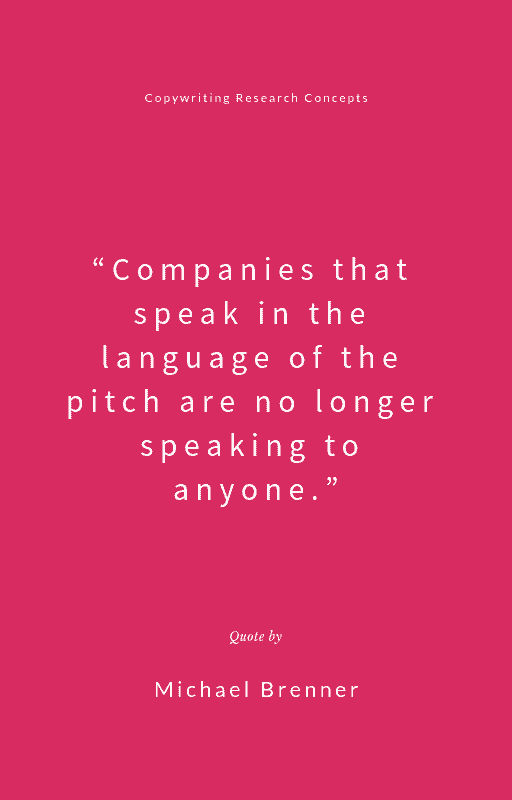 Copywriting Research Concepts
“Companies that
speak in the
language of the
pitch are no longer
speaking to
anyone.”
Quote by
Michael Brenner